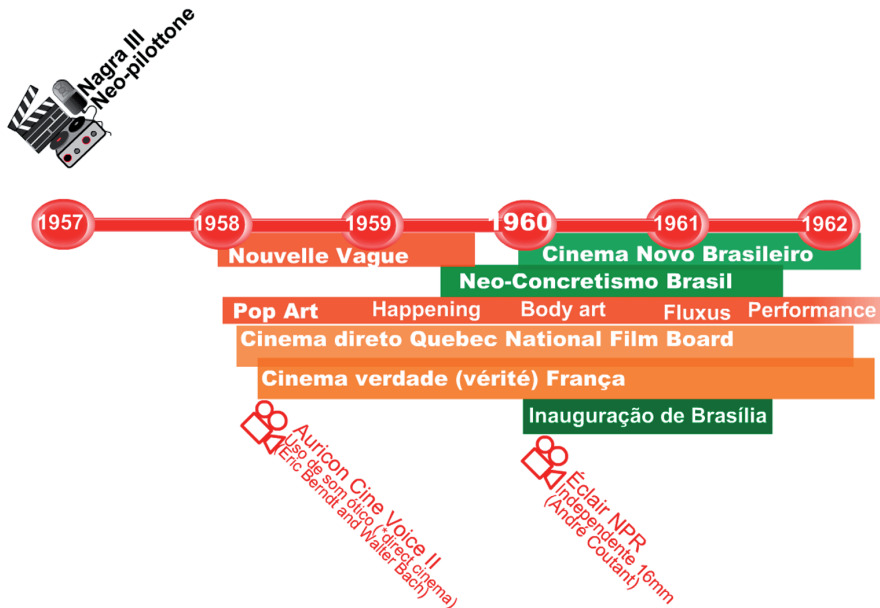 Nagra III
Neo-pilottone
1957
1958
1959
1960
1961
1962
Nouvelle Vague
Cinema Novo Brasileiro
Neo-Concretismo Brasil
Pop Art
Happening
Body art
Fluxus
Performance
Cinema direto Quebec National Film Board
Cinema verdade (vérité) França
Inauguração de Brasília
Auricon Cine Voice II
Uso de som ótico (*direct cinema)
(Eric Berndt and Walter Bach)
Éclair NPR
Independente 16mm
(André Coutant)